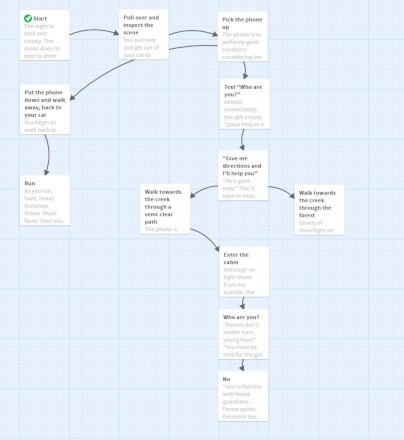 Start
The night is
dark and
cloudy. The
moon does its
best to shine
Pull over and
inspect the
scene
You pull over
and get out of
your car to
Pick the phone
up
The phone is in
perfectly good
condition
considering the
Put the phone
down and walk
away, back to
your car
You begin to
walk back to
Text "Who are
you?"
Almost
immediately,
you get a reply.
"please help m e
Run
As you run,
hard, heavy
footsteps
follow. Much
faster than you.
"Give me
directions and
I'll help you"
"He's gone
now." "You'll
have to trust
Walk towards
the creek
through a
semi-clear
path
The phone is
Walk towards
the creek
through the
forest
Slivers of
moonlight on
Enter the
cabin
Although no
light shone
from the
outside, the
Who are you?
"Names don't
matter here,
young heart"
"You must be
here for the girl.
No
"You're familiar
with forest
guardians.
Forest spirits.
Everyone has